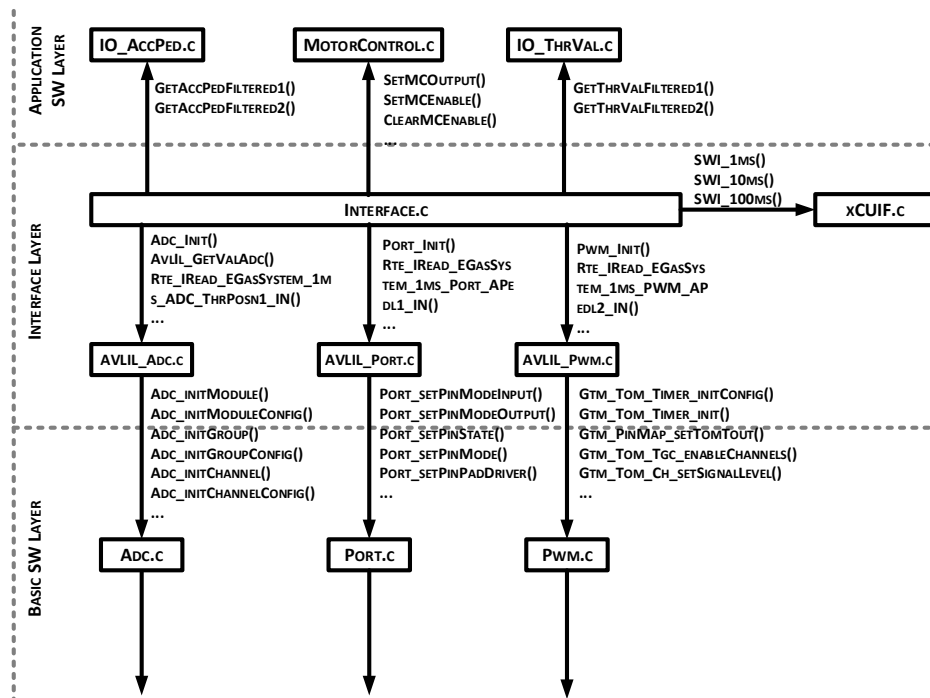 APPLICATION
SW LAYER
IO_ACCPED.C
MOTORCONTROL.C
IO_THRVAL.C
GETACCPEDFILTERED1()
GETACCPEDFILTERED2()
SETMCOUTPUT()
SETMCENABLE()
CLEARMCENABLE()
...
GETTHRVALFILTERED1()
GETTHRVALFILTERED2()
INTERFACE LAYER
SWI_1MS()
SWI_10MS()
SWI_100MS()
INTERFACE.C
XCUIF.C
ADC_INIT()
AVLIL_GETVALADC()
RTE_IREAD_EGASSYSTEM_1M
S_ADC_THRPOSN1_IN()
...
PORT_INIT()
RTE_IREAD_EGASSYS
TEM_1MS_PORT_APE
DL1_IN()
...
PWM_INIT()
RTE_IREAD_EGASSYS
TEM_1MS_PWM_AP
EDL2_IN()
...
AVLIL_ADC.C
AVLIL_PORT.C
AVLIL_PWM.C
ADC_INITMODULE()
ADC_INITMODULECONFIG()
ADC_INITGROUP()
ADC_INITGROUPCONFIG()
ADC_INITCHANNEL()
ADC_INITCHANNELCONFIG()
...
PORT_SETPINMODEINPUT()
PORT_SETPINMODEOUTPUT()
PORT_SETPINSTATE()
PORT_SETPINMODE()
PORT_SETPINPADDRIVER()
...
GTM_TOM_TIMER_INITCONFIG()
GTM_TOM_TIMER_INIT()
GTM_PINMAP_SETTOMTOUT()
GTM_TOM_TGC_ENABLECHANNELS()
GTM_TOM_CH_SETSIGNALLEVEL()
...
BASIC SW LAYER
ADC.C
PORT.C
PWM.C